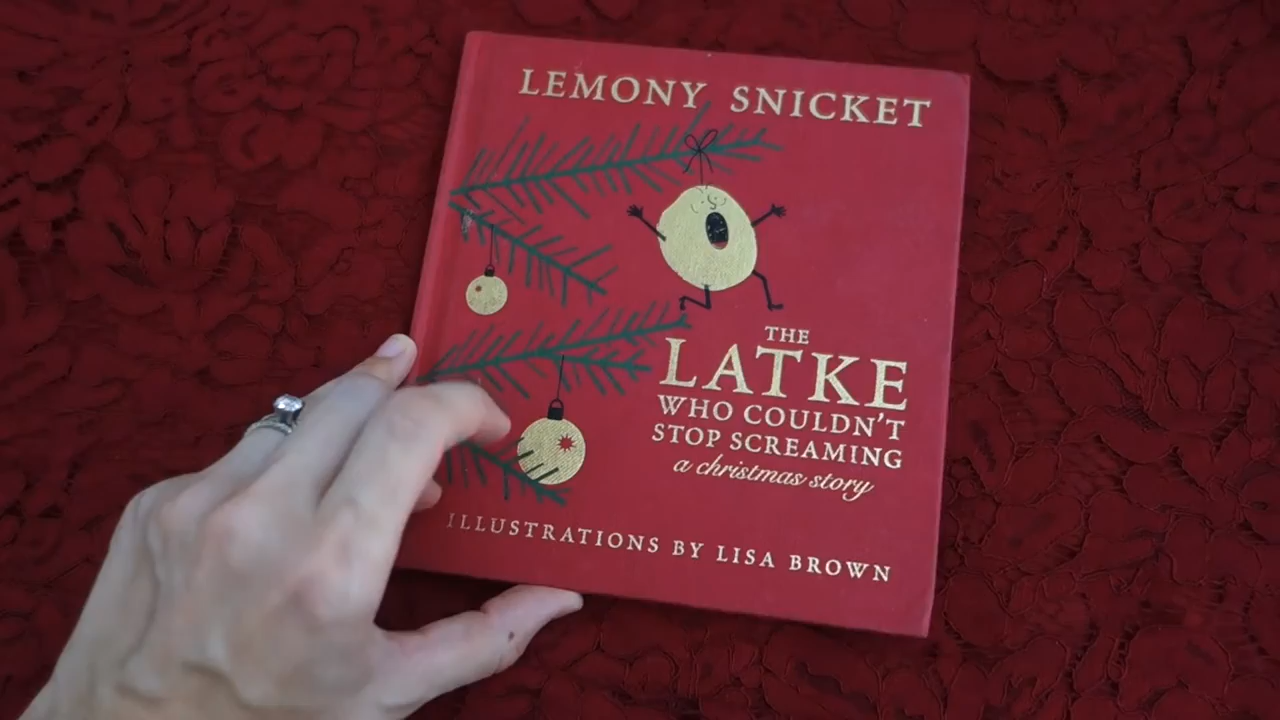 LEMONY SNICKET
THE
LATKE
WHO COULDN'T
STOP SCREAMING
a christmas story
ILLUSTRATIONS BY LISA BROWN